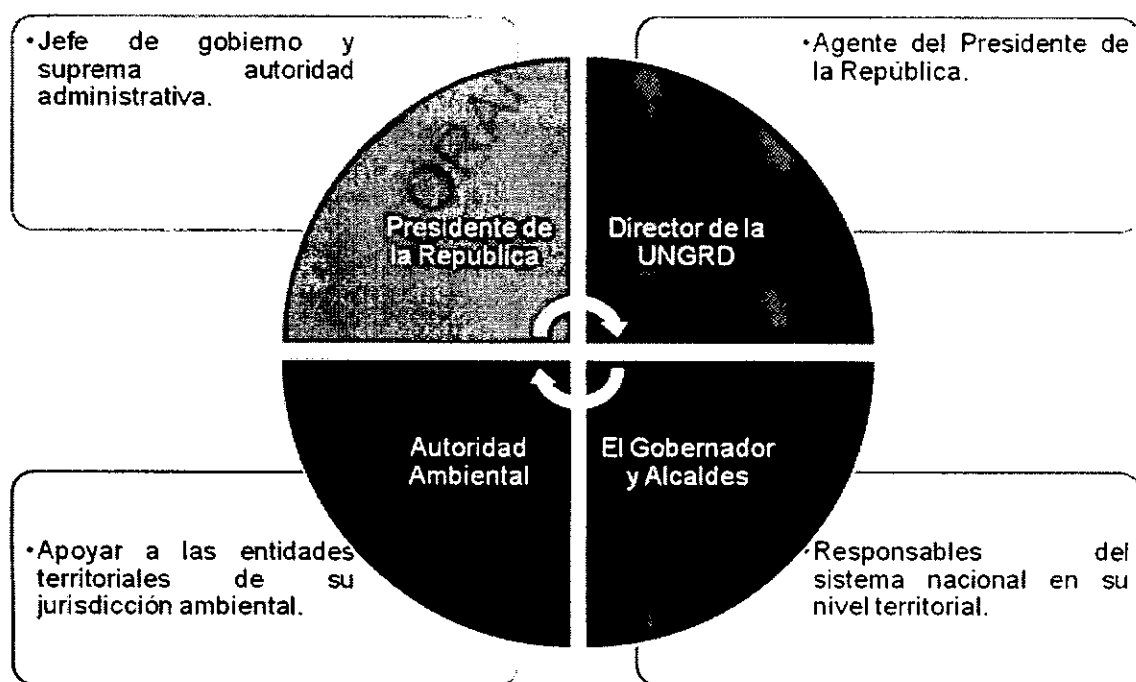 •Jefe de gobierno y
suprema autoridad
administrativa.
•Agente del Presidente de
la República.
Presidente de
la República
Director de la
UNGRD
Autoridad
Ambiental
El Gobernador
y Alcaldes
•Apoyar a las entidades
territoriales de su
jurisdicción ambiental.
•Responsables del
sistema nacional en su
nivel territorial.